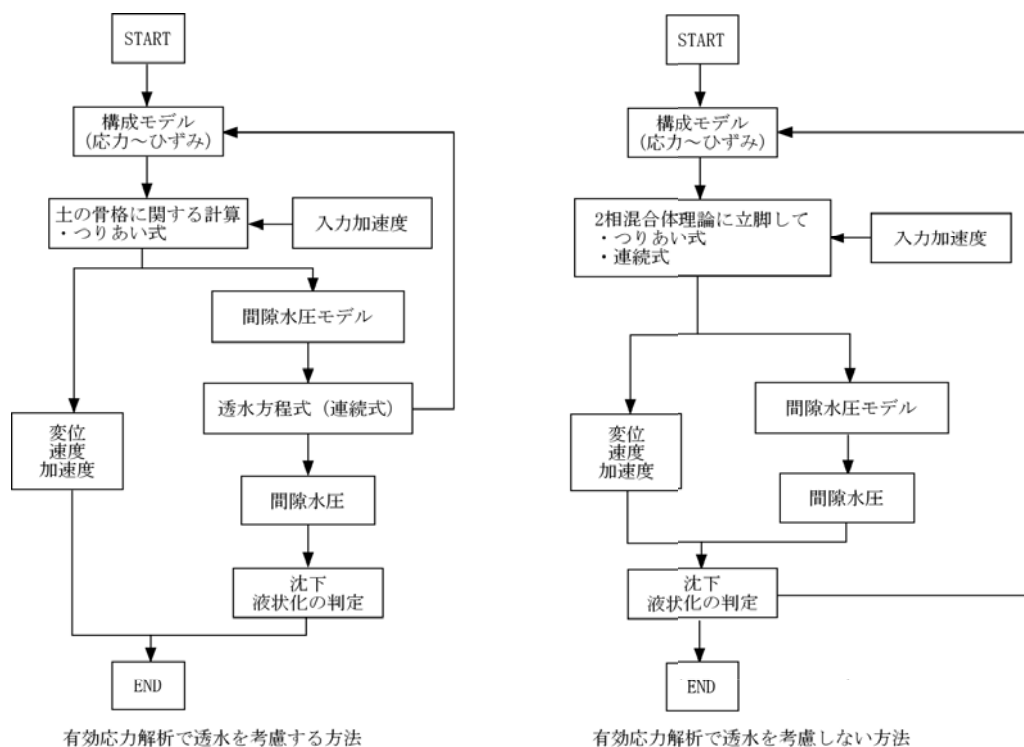 START
構成モデル
(応力～ひずみ)
土の骨格に関する計算
・つりあい式
入力加速度
間隙水圧モデル
透水方程式（連続式）
変位
速度
加速度
間隙水圧
沈下
液状化の判定
END
有効応力解析で透水を考慮する方法
START
構成モデル
(応力～ひずみ)
2相混合体理論に立脚して
・つりあい式
・連続式
入力加速度
間隙水圧モデル
変位
速度
加速度
間隙水圧
沈下
液状化の判定
END
有効応力解析で透水を考慮しない方法